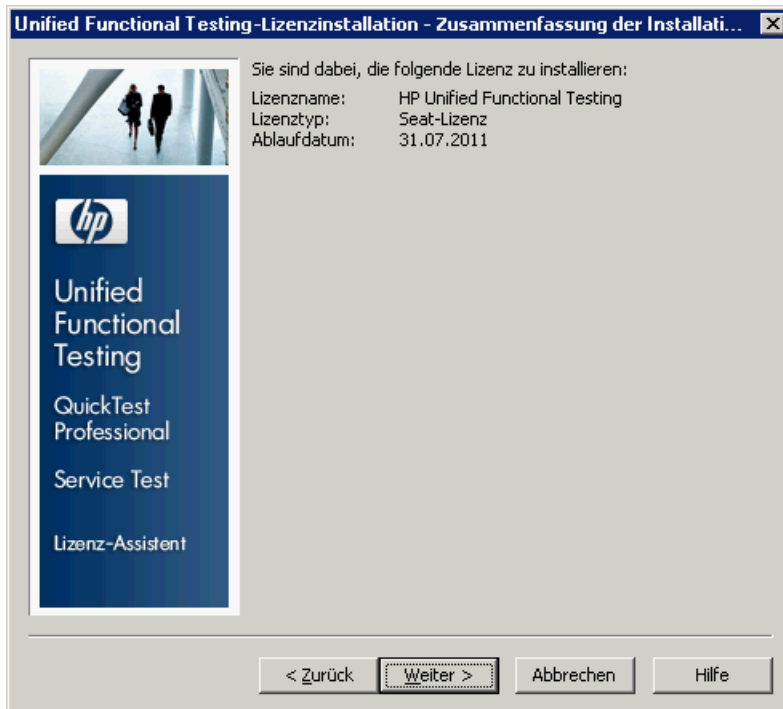 Unified Functional Testing-Lizenzinstallation - Zusammenfassung der Installati...
Sie sind dabei, die folgende Lizenz zu installieren:
Lizenzname: HP Unified Functional Testing
Lizenztyp: Seat-Lizenz
Ablaufdatum: 31.07.2011
hp
Unified
Functional
Testing
QuickTest
Professional
Service Test
Lizenz-Assistent
< Zurück Weiter > Abbrechen Hilfe